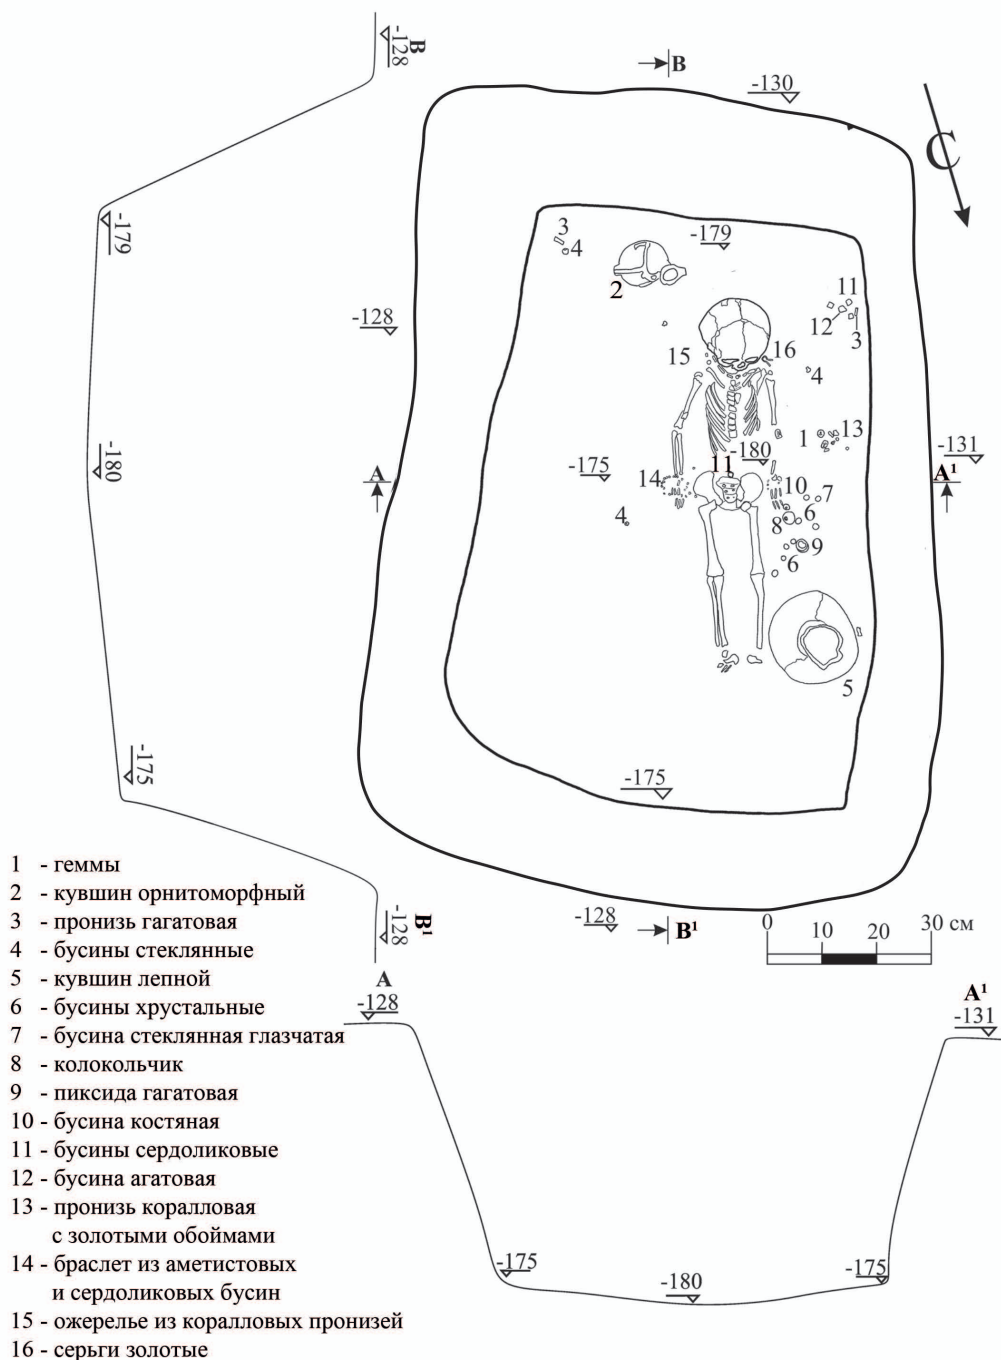 B
-128
B
-130
С
-179
3
4
-179
2
11
12
3
-128
15
16
4
1
13
-180
A
-175
14
11
-180
10
7
-131
A¹
4
8
6
9
6
5
-175
-175
1 - геммы
2 - кувшин орнитоморфный
3 - пронизь гагатовая
4 - бусины стеклянные
5 - кувшин лепной
6 - бусины хрустальные
7 - бусина стеклянная глазчатая
8 - колокольчик
9 - пиксида гагатовая
10 - бусина костяная
11 - бусины сердоликовые
12 - бусина агатовая
13 - пронизь коралловая
с золотыми обоймами
14 - браслет из аметистовых
и сердоликовых бусин
15 - ожерелье из коралловых пронизей
16 - серьги золотые
-128
B¹
-128
B¹
0 10 20 30 см
A
-128
A¹
-131
-175
-180
-175